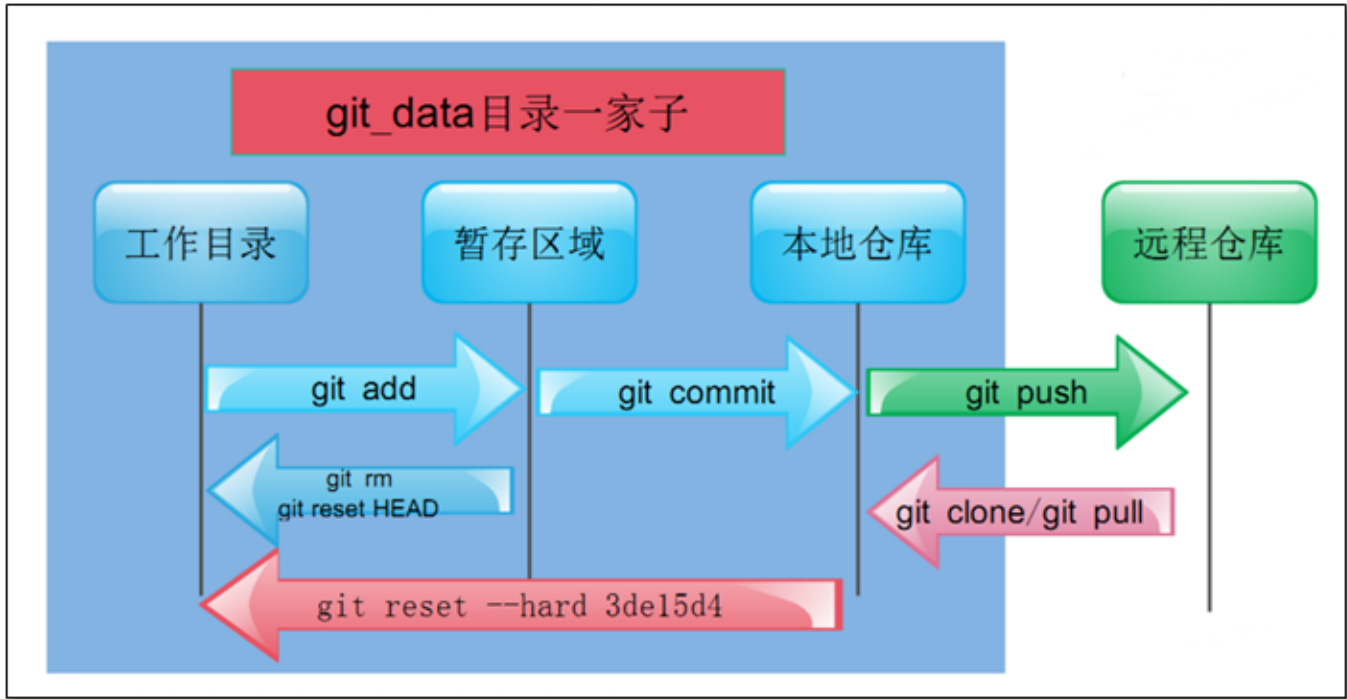 git_data目录一家子
工作目录
暂存区域
本地仓库
远程仓库
git add
git commit
git push
git rm
git reset HEAD
git clone/git pull
git reset --hard 3de15d4